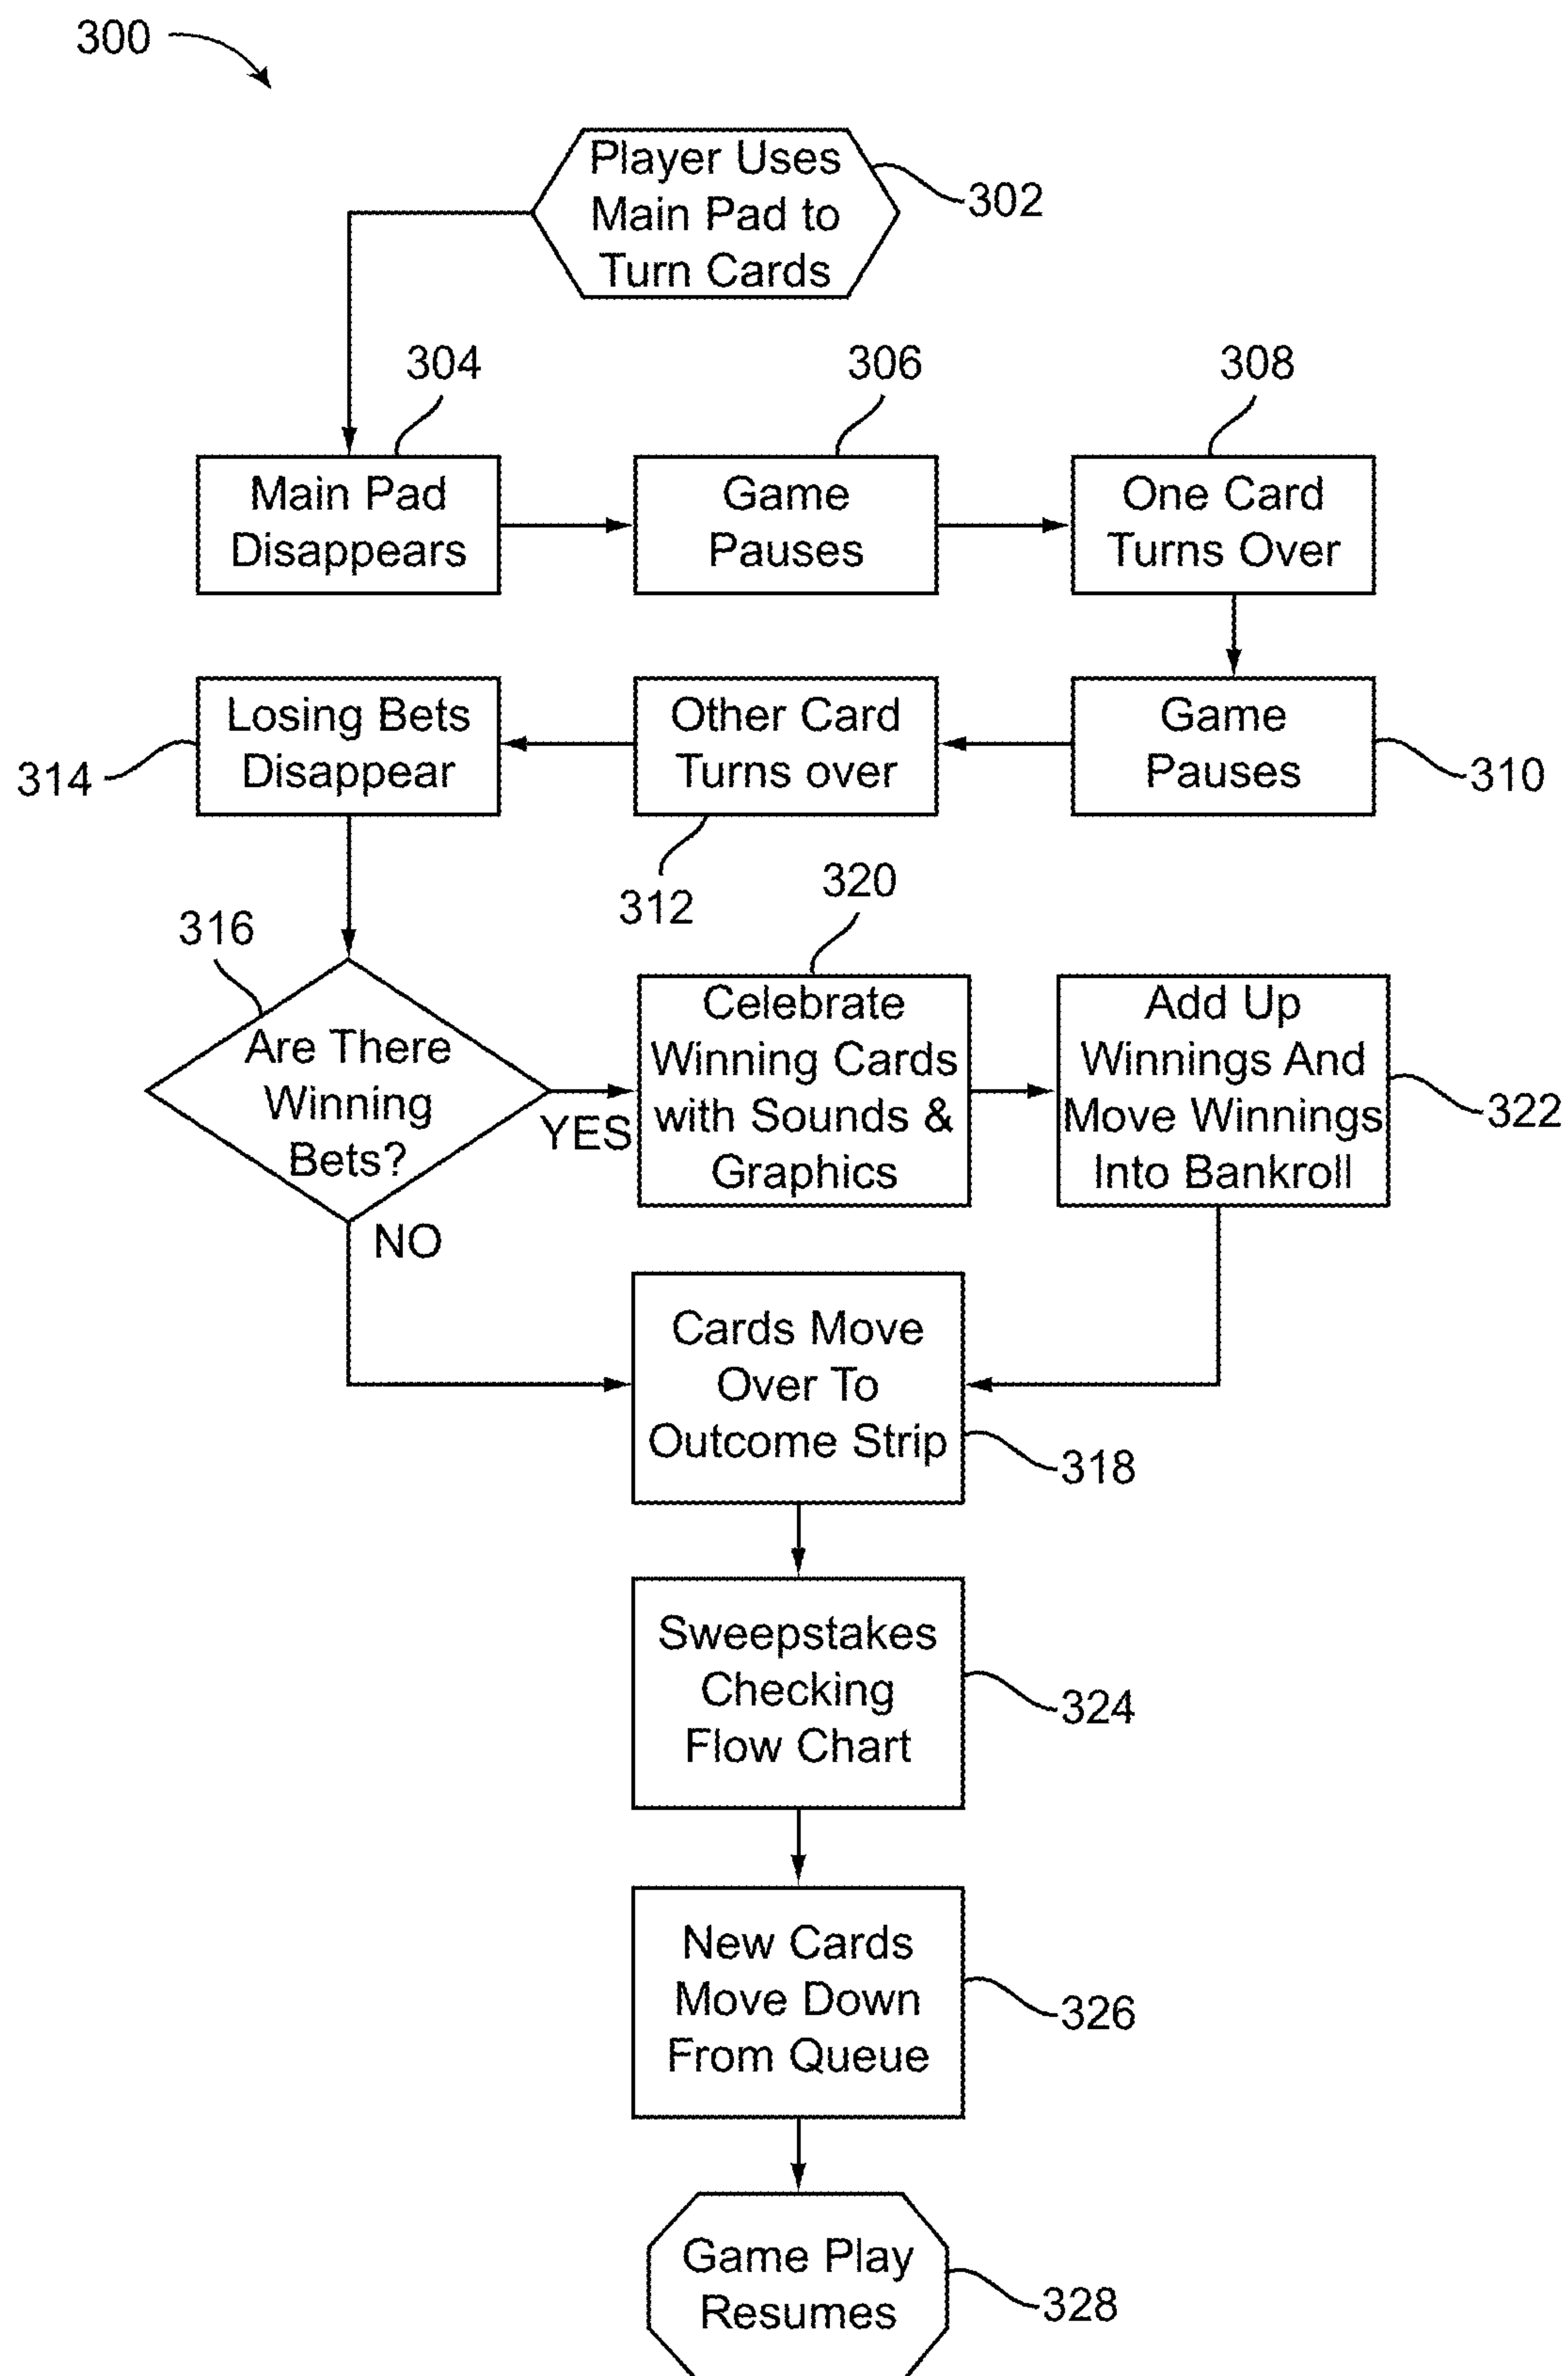 300
Player Uses
Main Pad to
Turn Cards
302
304
306
308
Main Pad
Disappears
Game
Pauses
One Card
Turns Over
Losing Bets
Disappear
Other Card
Turns over
Game
Pauses
314
310
312
320
316
Are There
Winning
Bets?
YES
NO
Celebrate
Winning Cards
with Sounds &
Graphics
Add Up
Winnings And
Move Winnings
Into Bankroll
322
Cards Move
Over To
Outcome Strip
318
Sweepstakes
Checking
Flow Chart
324
New Cards
Move Down
From Queue
326
Game Play
Resumes
328